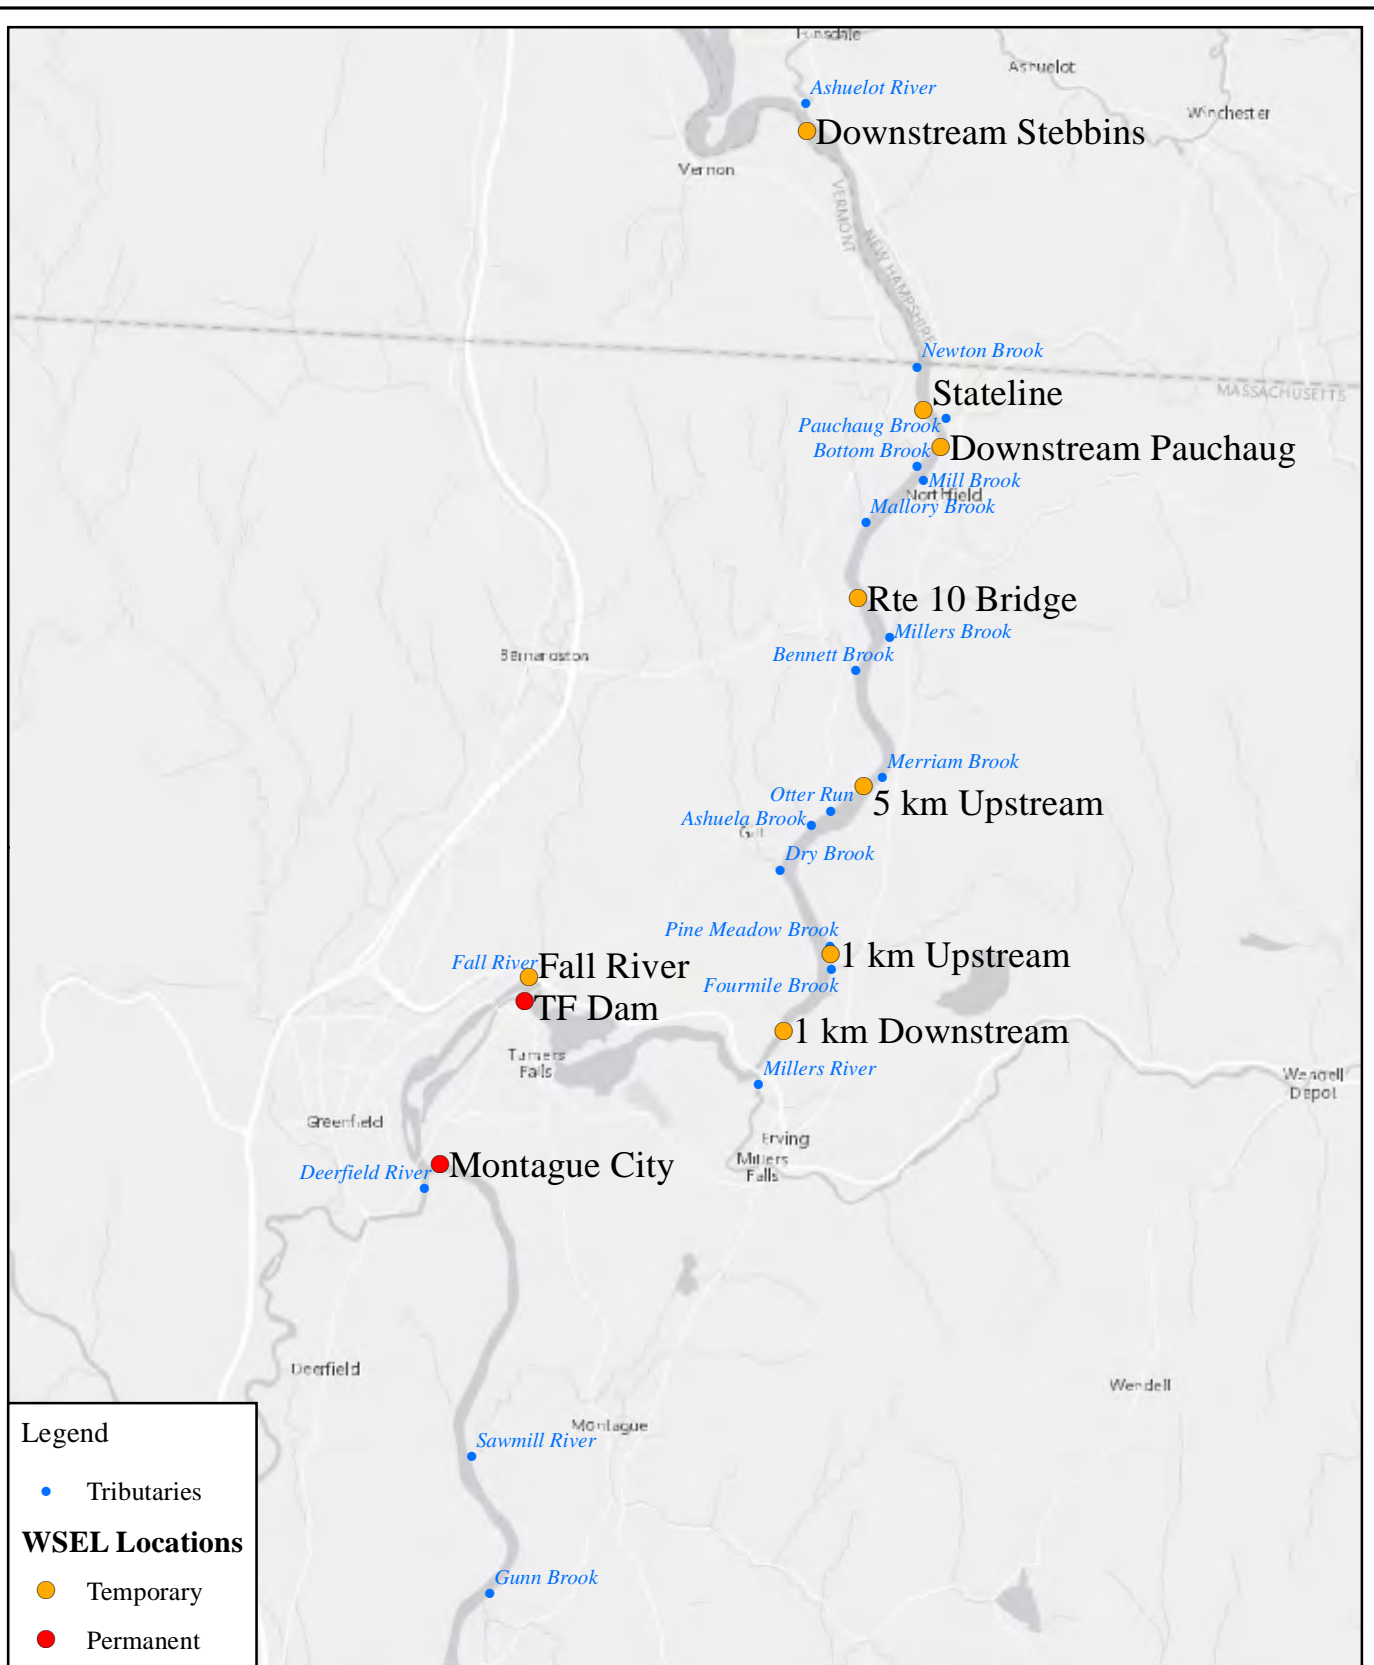 Hinsdale
Ashuelot
Ashuelot River
Winchester
Downstream Stebbins
Vernon
VERMONT
NEW HAMPSHIRE
Newton Brook
MASSACHUSETTS
Stateline
Pauchaug Brook
Bottom Brook
Downstream Pauchaug
Mill Brook
Northfield
Mallory Brook
Rte 10 Bridge
Millers Brook
Bennett Brook
Bernardston
Merriam Brook
Otter Run
5 km Upstream
Ashuela Brook
Gill
Dry Brook
Pine Meadow Brook
1 km Upstream
Fall River
Fall River
Fourmile Brook
TF Dam
1 km Downstream
Turners
Falls
Millers River
Wendell
Depot
Greenfield
Erving
Millers
Falls
Montague City
Deerfield River
Deerfield
Wendell
Montague
Sawmill River
Gunn Brook
Legend
Tributaries
WSEL Locations
Temporary
Permanent